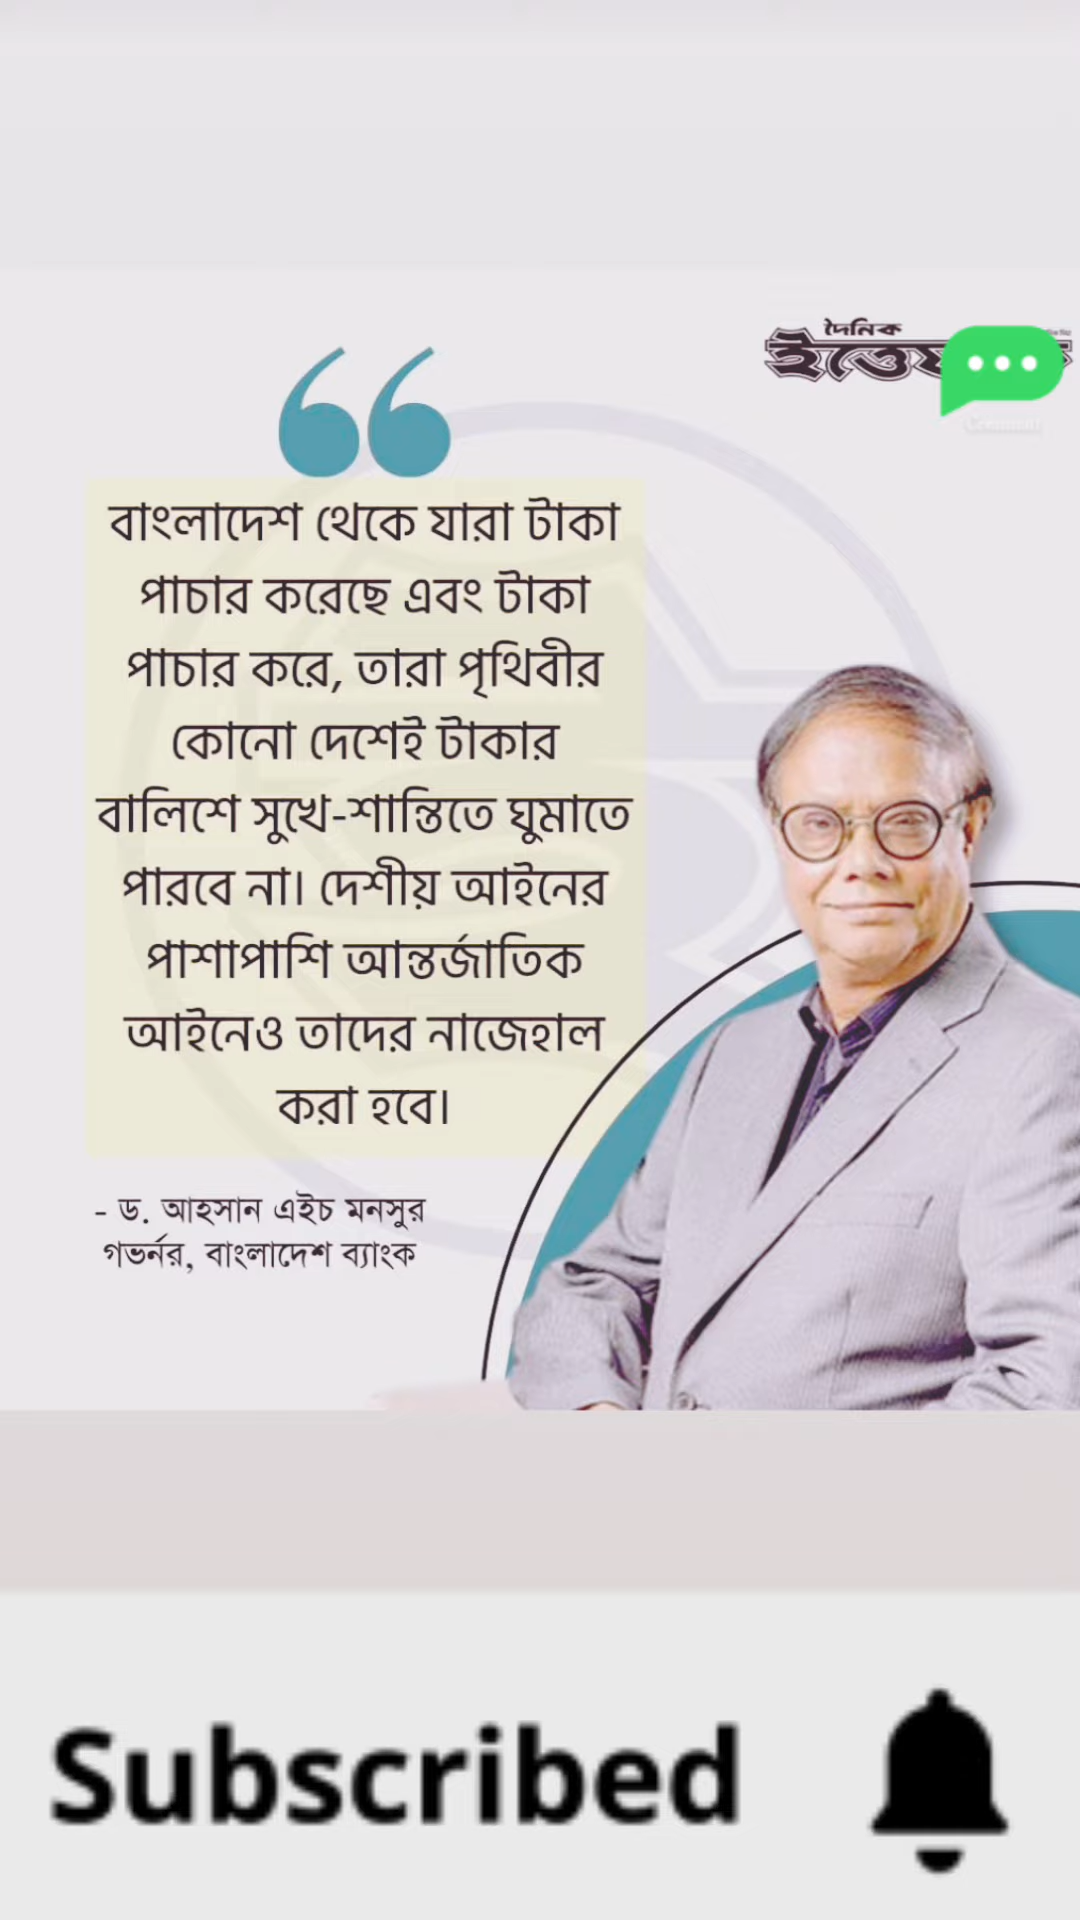 দৈনিক
বাংলাদেশ থেকে যারা টাকা
পাচার করেছে এবং টাকা
পাচার করে, তারা পৃথিবীর
কোনো দেশেই টাকার
বালিশে সুখে-শান্তিতে ঘুমাতে
পারবে না। দেশীয় আইনের
পাশাপাশি আন্তর্জাতিক
আইনেও তাদের নাজেহাল
করা হবে।
- ড. আহসান এইচ মনসুর
গভর্নর, বাংলাদেশ ব্যাংক
Subscribed